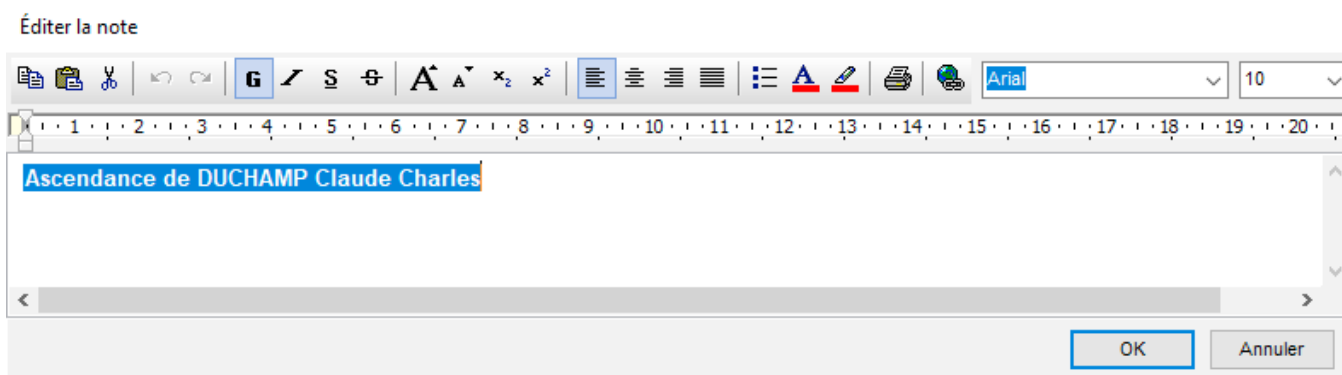 Éditer la note
G I S S A A x₂ x² A Arial 10
1 2 3 4 5 6 7 8 9 10 11 12 13 14 15 16 17 18 19 20
Ascendance de DUCHAMP Claude Charles
OK Annuler